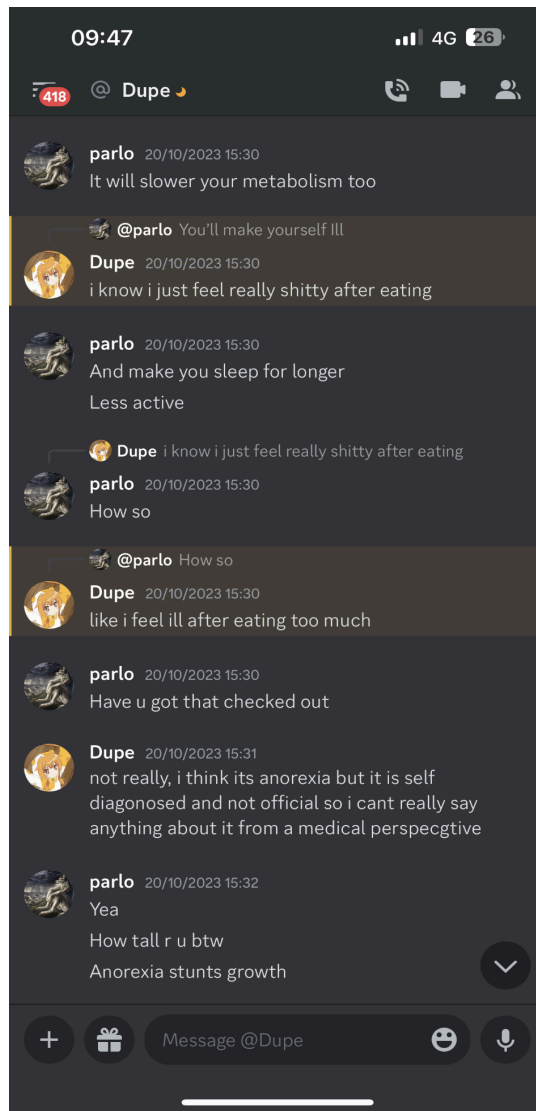 09:47
4G 26
418 @ Dupe
parlo 20/10/2023 15:30
It will slower your metabolism too
@parlo You'll make yourself Ill
Dupe 20/10/2023 15:30
i know i just feel really shitty after eating
parlo 20/10/2023 15:30
And make you sleep for longer
Less active
Dupe i know i just feel really shitty after eating
parlo 20/10/2023 15:30
How so
@parlo How so
Dupe 20/10/2023 15:30
like i feel ill after eating too much
parlo 20/10/2023 15:30
Have u got that checked out
Dupe 20/10/2023 15:31
not really, i think its anorexia but it is self
diagonosed and not official so i cant really say
anything about it from a medical perspecgtive
parlo 20/10/2023 15:32
Yea
How tall r u btw
Anorexia stunts growth
Message @Dupe